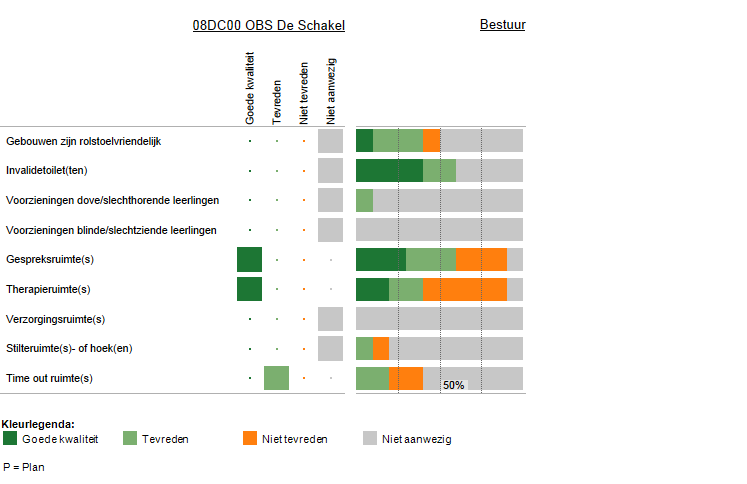 08DC00 OBS De Schakel
Bestuur
Goede kwaliteit
Tevreden
Niet tevreden
Niet aanwezig
Gebouwen zijn rolstoelvriendelijk
Invalidetoilet(ten)
Voorzieningen dove/slechthorende leerlingen
Voorzieningen blinde/slechtziende leerlingen
Gespreksruimte(s)
Therapieruimte(s)
Verzorgingsruimte(s)
Stilteruimte(s)- of hoek(en)
Time out ruimte(s)
50%
Kleurlegenda:
Goede kwaliteit
Tevreden
Niet tevreden
Niet aanwezig
P = Plan